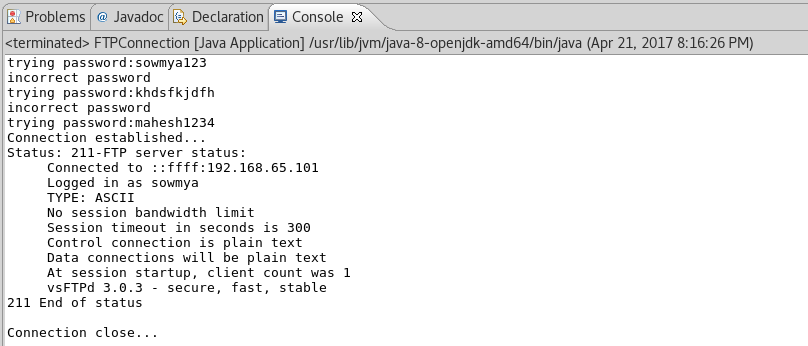 Problems @ Javadoc Declaration Console
<terminated> FTPConnection [Java Application] /usr/lib/jvm/java-8-openjdk-amd64/bin/java (Apr 21, 2017 8:16:26 PM)
trying password:sowmya123
incorrect password
trying password:khdsfkjdfh
incorrect password
trying password:mahesh1234
Connection established...
Status: 211-FTP server status:
     Connected to ::ffff:192.168.65.101
     Logged in as sowmya
     TYPE: ASCII
     No session bandwidth limit
     Session timeout in seconds is 300
     Control connection is plain text
     Data connections will be plain text
     At session startup, client count was 1
     vsFTPd 3.0.3 - secure, fast, stable
211 End of status
Connection close...